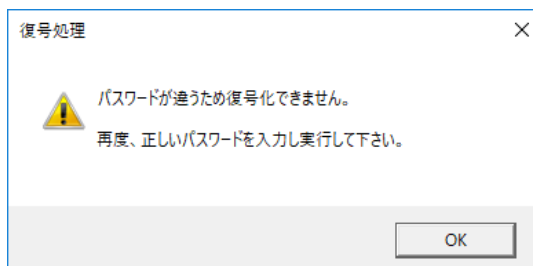 復号処理
パスワードが違うため復号化できません。
再度、正しいパスワードを入力し実行して下さい。
OK